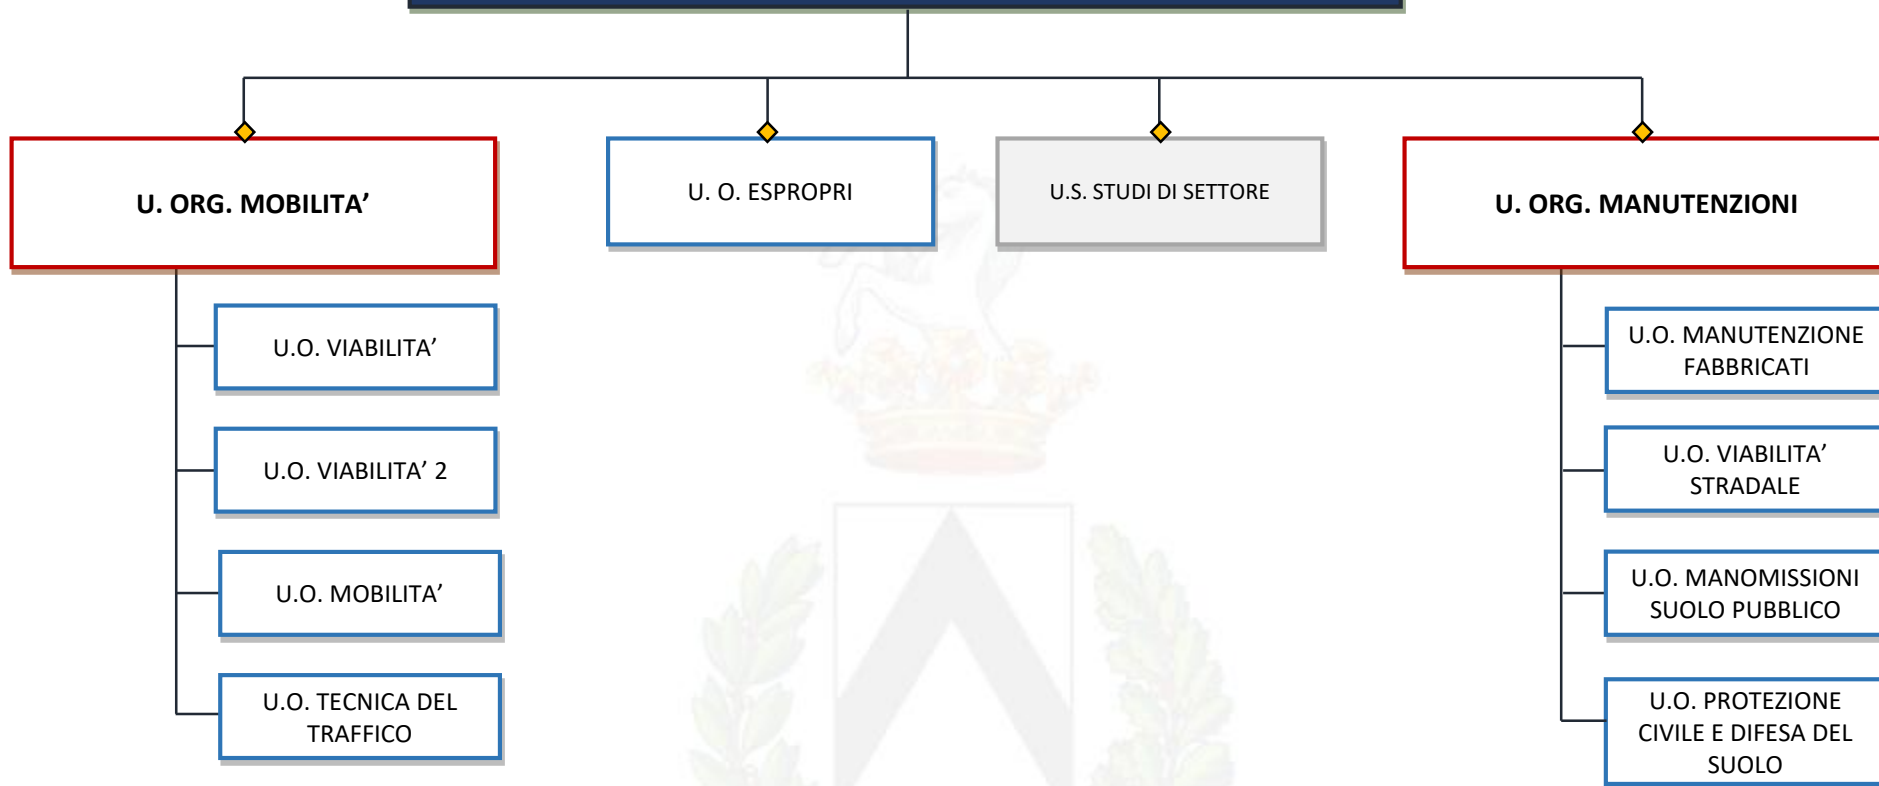 U. ORG. MOBILITA’
U. O. ESPROPRI
U.S. STUDI DI SETTORE
U. ORG. MANUTENZIONI
U.O. VIABILITA’
U.O. VIABILITA’ 2
U.O. MOBILITA’
U.O. TECNICA DEL
TRAFFICO
U.O. MANUTENZIONE
FABBRICATI
U.O. VIABILITA’
STRADALE
U.O. MANOMISSIONI
SUOLO PUBBLICO
U.O. PROTEZIONE
CIVILE E DIFESA DEL
SUOLO